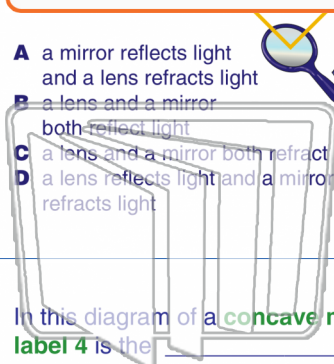 A a mirror reflects light
and a lens refracts light
B a lens and a mirror
both reflect light
C a lens and a mirror both refract
D a lens reflects light and a mirror
refracts light
In this diagram of a concave
label 4 is the